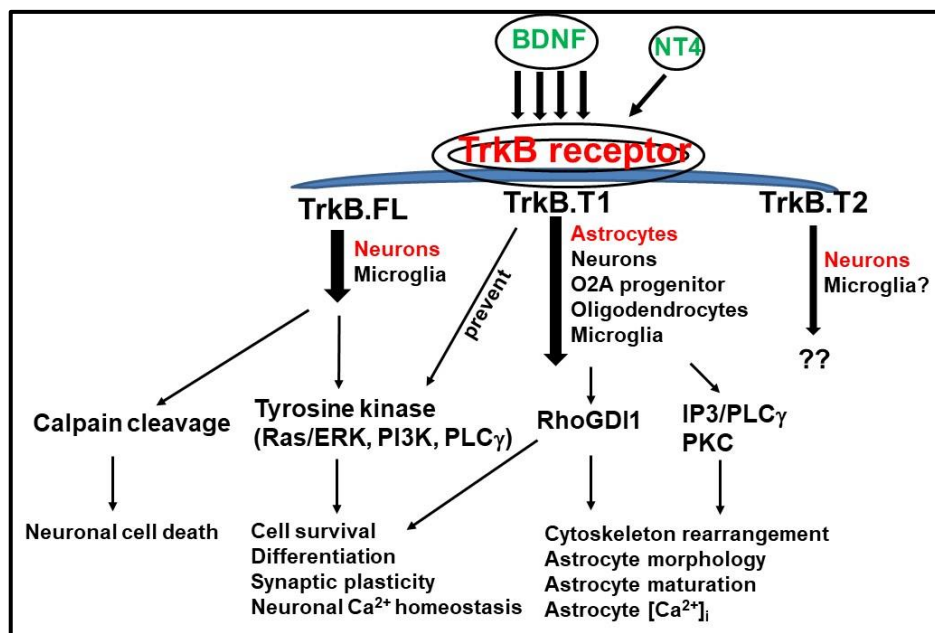 BDNF
NT4
TrkB receptor
TrkB.FL
TrkB.T1
TrkB.T2
Neurons
Microglia
prevent
Astrocytes
Neurons
O2A progenitor
Oligodendrocytes
Microglia
Neurons
Microglia?
??
Calpain cleavage
Tyrosine kinase
(Ras/ERK, PI3K, PLCγ)
RhoGDI1
IP3/PLCγ
PKC
Neuronal cell death
Cell survival
Differentiation
Synaptic plasticity
Neuronal Ca²⁺ homeostasis
Cytoskeleton rearrangement
Astrocyte morphology
Astrocyte maturation
Astrocyte [Ca²⁺]ᵢ